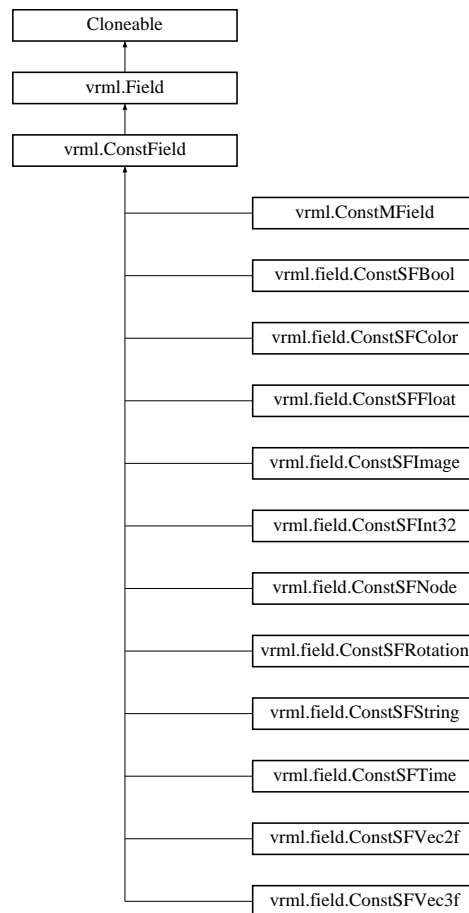 Cloneable
vrml.Field
vrml.ConstField
vrml.ConstMField
vrml.field.ConstSFBool
vrml.field.ConstSFColor
vrml.field.ConstSFFloat
vrml.field.ConstSFImage
vrml.field.ConstSFInt32
vrml.field.ConstSFNode
vrml.field.ConstSFRotation
vrml.field.ConstSFString
vrml.field.ConstSFTime
vrml.field.ConstSFVec2f
vrml.field.ConstSFVec3f